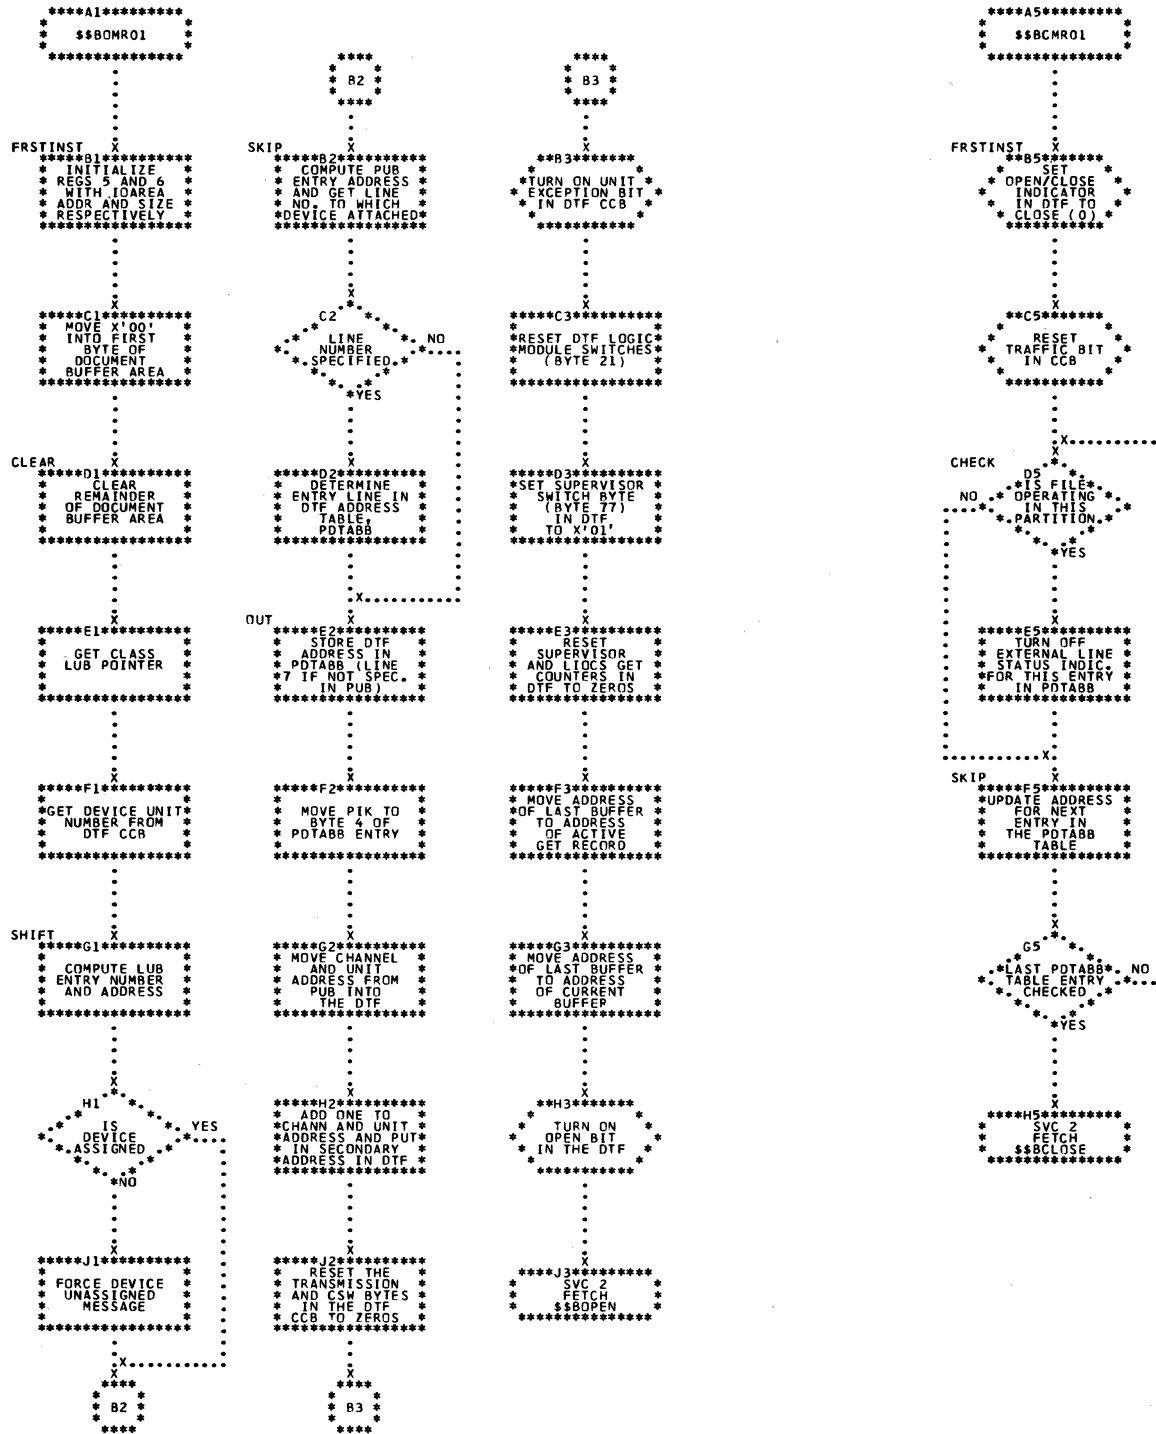 A1
$$BOMR01
FRSTINST
B1
INITIALIZE
REGS 5 AND 6
WITH IOAREA
ADDR AND SIZE
RESPECTIVELY
C1
MOVE X'00'
INTO FIRST
BYTE OF
DOCUMENT
BUFFER AREA
CLEAR
D1
CLEAR
REMAINDER
OF DOCUMENT
BUFFER AREA
E1
GET CLASS
LUB POINTER
F1
GET DEVICE UNIT
NUMBER FROM
DTF CCB
SHIFT
G1
COMPUTE LUB
ENTRY NUMBER
AND ADDRESS
H1
IS
DEVICE
ASSIGNED
YES
NO
J1
FORCE DEVICE
UNASSIGNED
MESSAGE
B2
B2
SKIP
B2
COMPUTE PUB
ENTRY ADDRESS
AND GET LINE
NO. TO WHICH
DEVICE ATTACHED
C2
LINE
NUMBER
SPECIFIED
NO
YES
D2
DETERMINE
ENTRY LINE IN
DTF ADDRESS
TABLE,
PDTABB
OUT
E2
STORE DTF
ADDRESS IN
PDTABB (LINE
7 IF NOT SPEC.
IN PUB)
F2
MOVE PIK TO
BYTE 4 OF
PDTABB ENTRY
G2
MOVE CHANNEL
AND UNIT
ADDRESS FROM
PUB INTO
THE DTF
H2
ADD ONE TO
CHANN AND UNIT
ADDRESS AND PUT
IN SECONDARY
ADDRESS IN DTF
J2
RESET THE
TRANSMISSION
AND CSW BYTES
IN THE DTF
CCB TO ZEROS
B3
B3
B3
TURN ON UNIT
EXCEPTION BIT
IN DTF CCB
C3
RESET DTF LOGIC
MODULE SWITCHES
(BYTE 21)
D3
SET SUPERVISOR
SWITCH BYTE
(BYTE 77)
IN DTF
TO X'01'
E3
RESET
SUPERVISOR
AND LIOCS GET
COUNTERS IN
DTF TO ZEROS
F3
MOVE ADDRESS
OF LAST BUFFER
TO ADDRESS
OF ACTIVE
GET RECORD
G3
MOVE ADDRESS
OF LAST BUFFER
TO ADDRESS
OF CURRENT
BUFFER
H3
TURN ON
OPEN BIT
IN THE DTF
J3
SVC 2
FETCH
$$BOPEN
A5
$$BCMR01
FRSTINST
B5
SET
OPEN/CLOSE
INDICATOR
IN DTF TO
CLOSE (0)
C5
RESET
TRAFFIC BIT
IN CCB
CHECK
D5
IS FILE
OPERATING
IN THIS
PARTITION
NO
YES
E5
TURN OFF
EXTERNAL LINE
STATUS INDIC.
FOR THIS ENTRY
IN PDTABB
SKIP
F5
UPDATE ADDRESS
FOR NEXT
ENTRY IN
THE PDTABB
TABLE
G5
LAST PDTABB
TABLE ENTRY
CHECKED
NO
YES
H5
SVC 2
FETCH
$$BCLOSE